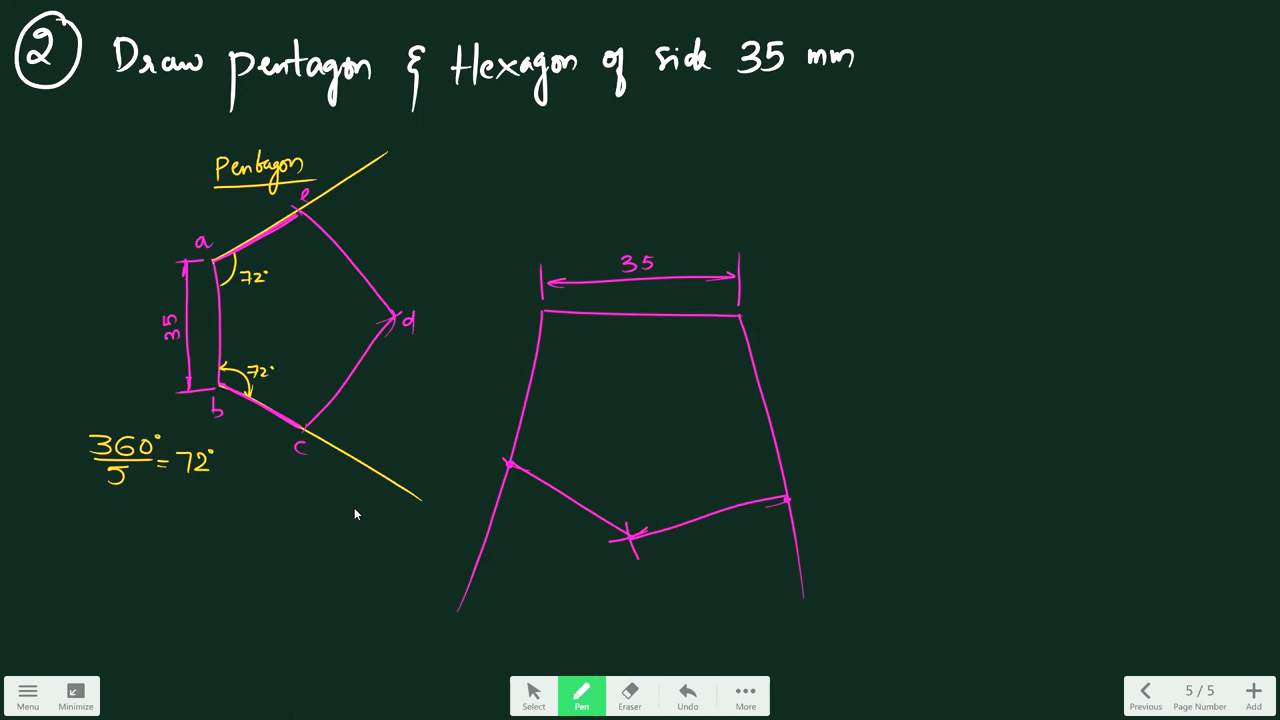 2 Draw pentagon & Hexagon of side 35 mm
Pentagon
e
a
72°
35
35
d
72°
b
c
360°/5 = 72°
Menu
Minimize
Select
Pen
Eraser
Undo
More
Previous
5 / 5
Page Number
Add